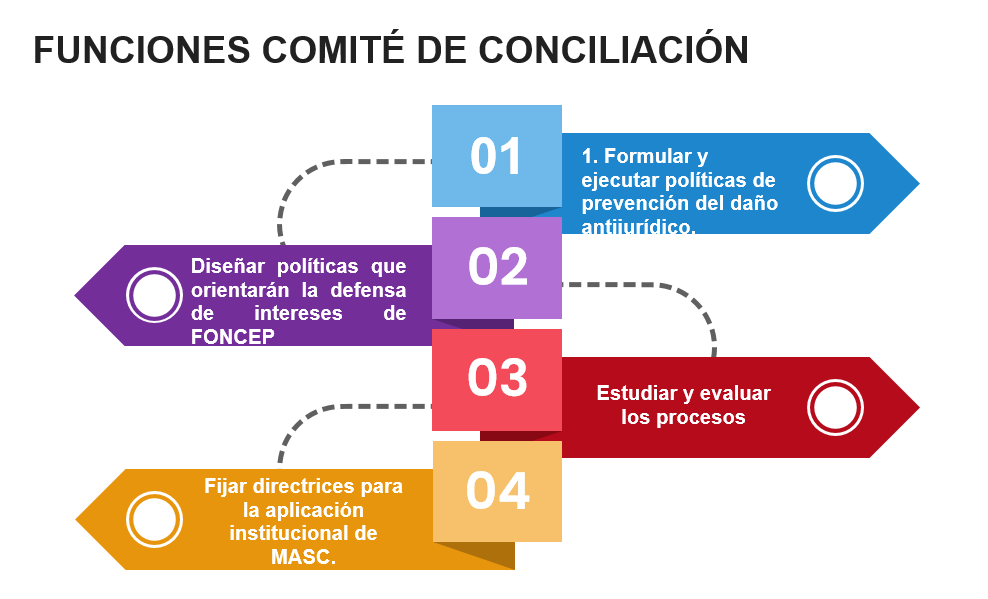 FUNCIONES COMITÉ DE CONCILIACIÓN
01
1. Formular y
ejecutar políticas de
prevención del daño
antijurídico.
02
Diseñar políticas que
orientarán la defensa
de intereses de
FONCEP
03
Estudiar y evaluar
los procesos
04
Fijar directrices para
la aplicación
institucional de
MASC.